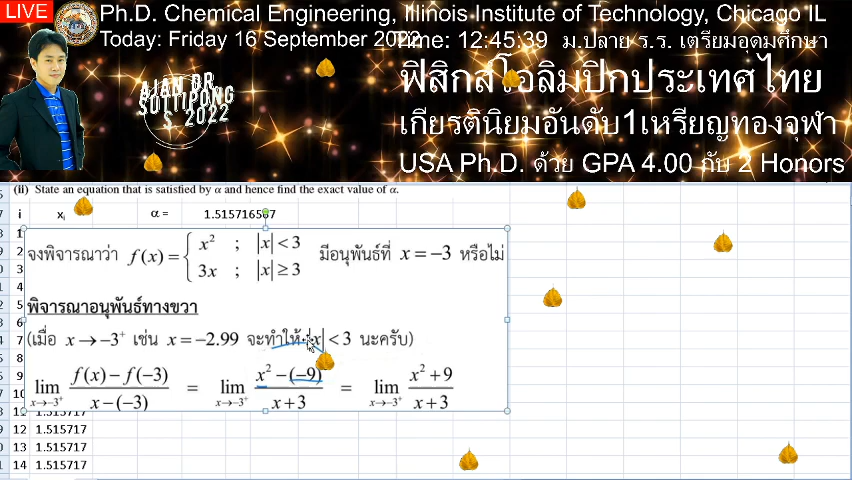 LIVE
Ph.D. Chemical Engineering, Illinois Institute of Technology, Chicago IL
Today: Friday 16 September 2022
Time: 12:45:39 ม.ปลาย ร.ร. เตรียมอุดมศึกษา
ฟิสิกส์โอลิมปิกประเทศไทย
AJAN DR
SUTTIPONG
S. 2022
เกียรตินิยมอันดับ1เหรียญทองจุฬา
USA Ph.D. ด้วย GPA 4.00 กับ 2 Honors
(ii) State an equation that is satisfied by α and hence find the exact value of α.
i xᵢ α = 1.515716567
จงพิจารณาว่า f(x) = { x² ; |x| < 3
3x ; |x| ≥ 3
มีอนุพันธ์ที่ x = −3 หรือไม่
พิจารณาอนุพันธ์ทางขวา
(เมื่อ x → −3⁺ เช่น x = −2.99 จะทำให้ |x| < 3 นะครับ)
lim x→−3⁺ (f(x) − f(−3)) / (x − (−3)) = lim x→−3⁺ (x² − (−9)) / (x + 3) = lim x→−3⁺ (x² + 9) / (x + 3)
1.515717
12 1.515717
13 1.515717
14 1.515717